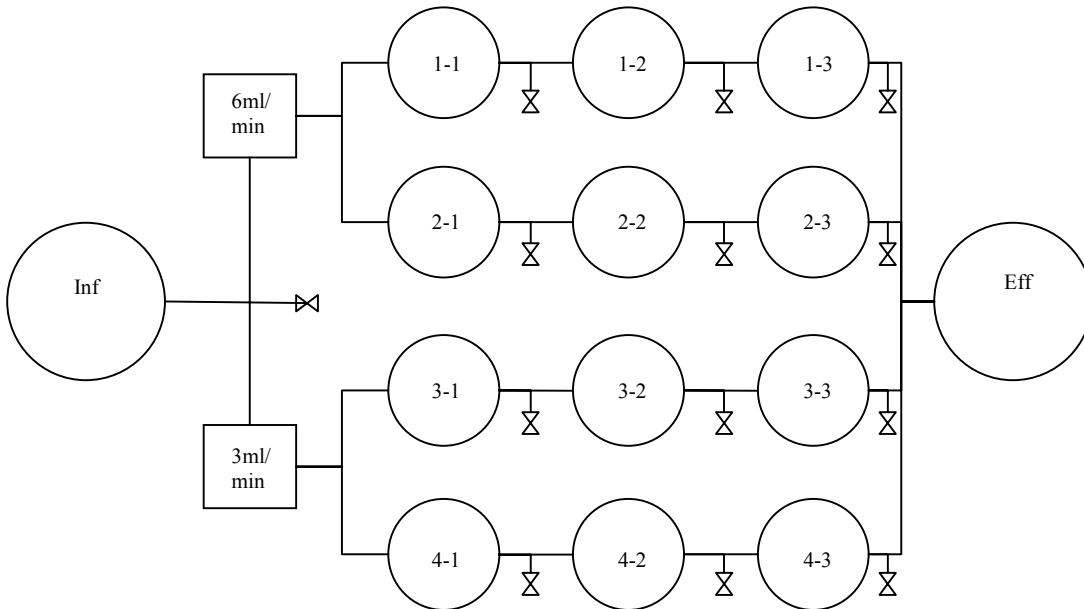 1-1
1-2
1-3
6ml/
min
2-1
2-2
2-3
Inf
Eff
3-1
3-2
3-3
3ml/
min
4-1
4-2
4-3